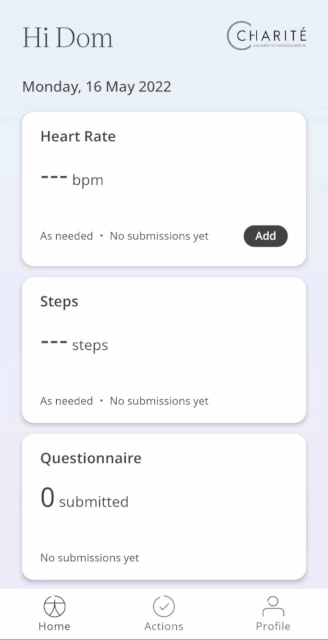 Hi Dom
CHARITÉ
UNIVERSITÄTSMEDIZIN BERLIN
Monday, 16 May 2022
Heart Rate
--- bpm
As needed • No submissions yet
Add
Steps
--- steps
As needed • No submissions yet
Questionnaire
0 submitted
No submissions yet
Home
Actions
Profile